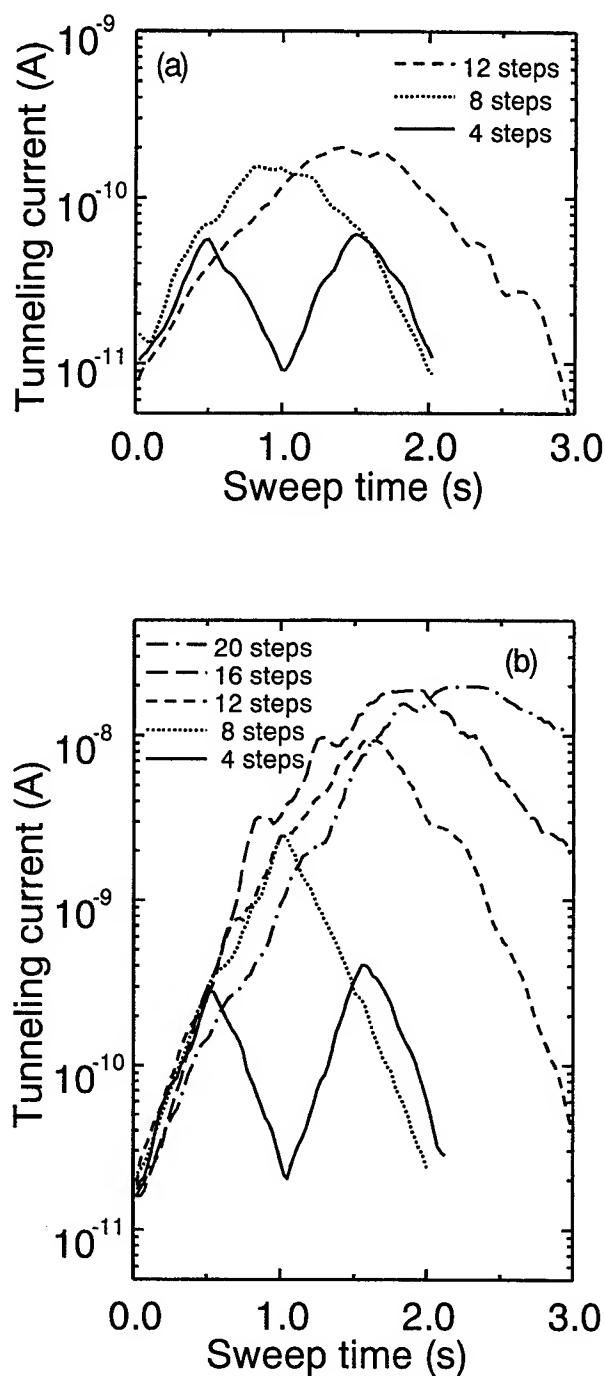 10⁻⁹
(a)
12 steps
8 steps
4 steps
10⁻¹⁰
10⁻¹¹
Tunneling current (A)
0.0 1.0 2.0 3.0
Sweep time (s)
20 steps
(b)
16 steps
12 steps
8 steps
4 steps
10⁻⁸
10⁻⁹
10⁻¹⁰
10⁻¹¹
Tunneling current (A)
0.0 1.0 2.0 3.0
Sweep time (s)